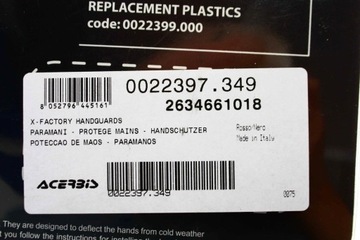 REPLACEMENT PLASTICS
code: 0022399.000
8 052796 445161
0022397.349
2634661018
X-FACTORY HANDGUARDS
PARAMANI - PROTEGE MAINS - HANDSCHUTZER
POTECCAO DE MAOS - PARAMANOS
Rosso/Nero
Made in Italy
ACERBIS
0022397.349
0075
They are designed to deflect the hands from cold weather
you follow the instructions for